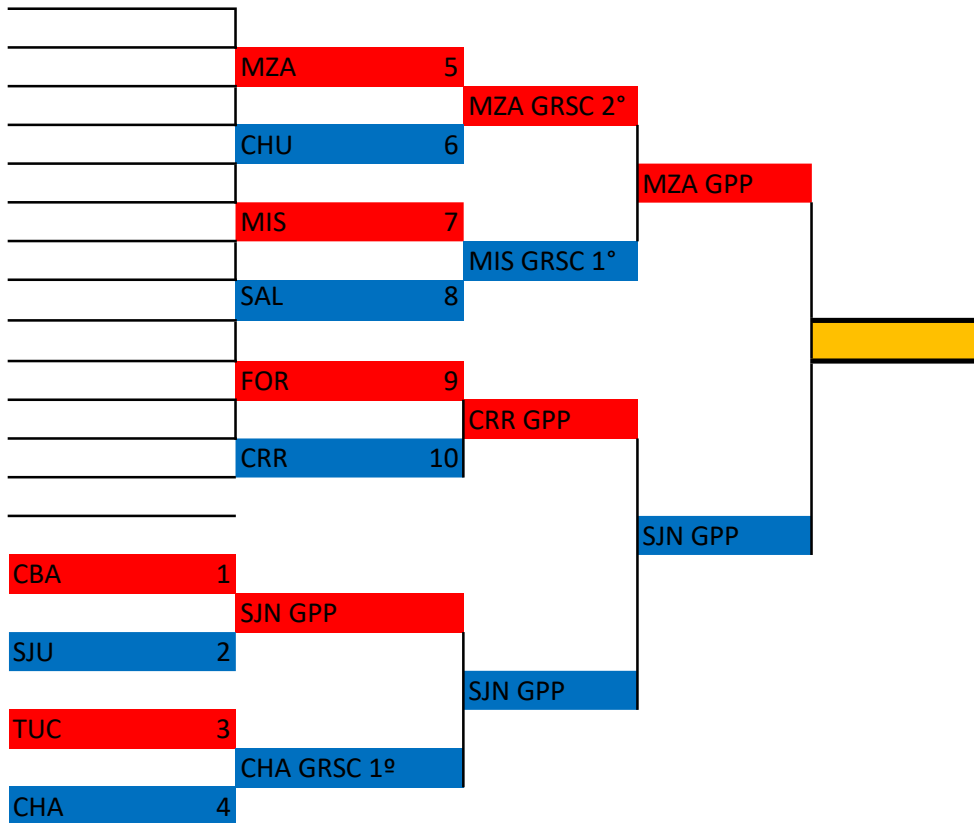 MZA 5
MZA GRSC 2°
CHU 6
MZA GPP
MIS 7
MIS GRSC 1°
SAL 8
FOR 9
CRR GPP
CRR 10
SJN GPP
CBA 1
SJN GPP
SJU 2
SJN GPP
TUC 3
CHA GRSC 1º
CHA 4